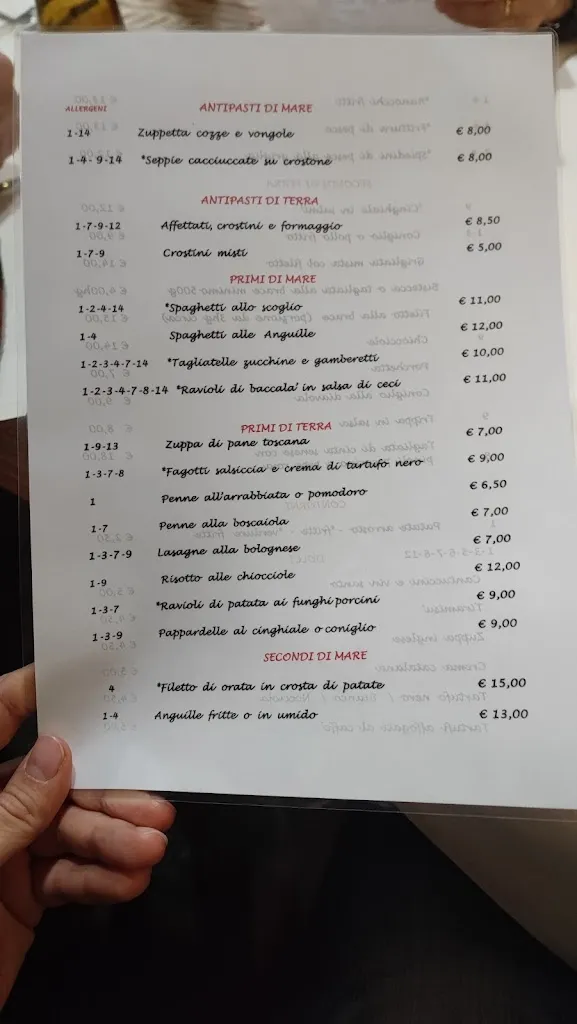 ALLERGENI ANTIPASTI DI MARE
1-14 Zuppetta cozze e vongole € 8,00
1-4-9-14 *Seppie cacciuccate su crostone € 8,00
ANTIPASTI DI TERRA
1-7-9-12 Affettati, crostini e formaggio € 8,50
1-7-9 Crostini misti € 5,00
PRIMI DI MARE
1-2-4-14 *Spaghetti allo scoglio € 11,00
1-4 Spaghetti alle Anguille € 12,00
1-2-3-4-7-14 *Tagliatelle zucchine e gamberetti € 10,00
1-2-3-4-7-8-14 *Ravioli di baccala' in salsa di ceci € 11,00
PRIMI DI TERRA
1-9-13 Zuppa di pane toscana € 7,00
1-3-7-8 *Fagotti salsiccia e crema di tartufo nero € 9,00
1 Penne all'arrabbiata o pomodoro € 6,50
1-7 Penne alla boscaiola € 7,00
1-3-7-9 Lasagne alla bolognese € 7,00
1-9 Risotto alle chiocciole € 12,00
1-3-7 *Ravioli di patata ai funghi porcini € 9,00
1-3-9 Pappardelle al cinghiale o coniglio € 9,00
SECONDI DI MARE
4 *Filetto di orata in crosta di patate € 15,00
1-4 Anguille fritte o in umido € 13,00